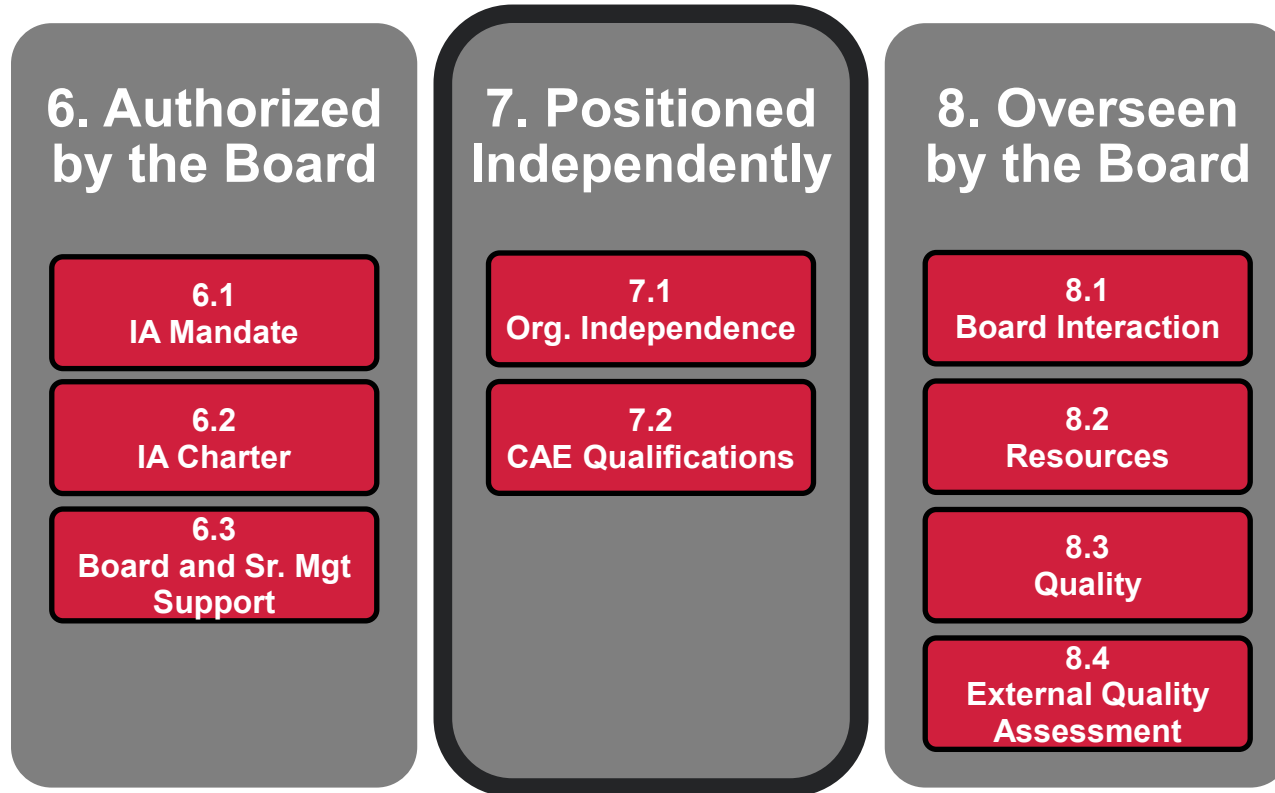 6. Authorized
by the Board
6.1
IA Mandate
6.2
IA Charter
6.3
Board and Sr. Mgt
Support
7. Positioned
Independently
7.1
Org. Independence
7.2
CAE Qualifications
8. Overseen
by the Board
8.1
Board Interaction
8.2
Resources
8.3
Quality
8.4
External Quality
Assessment